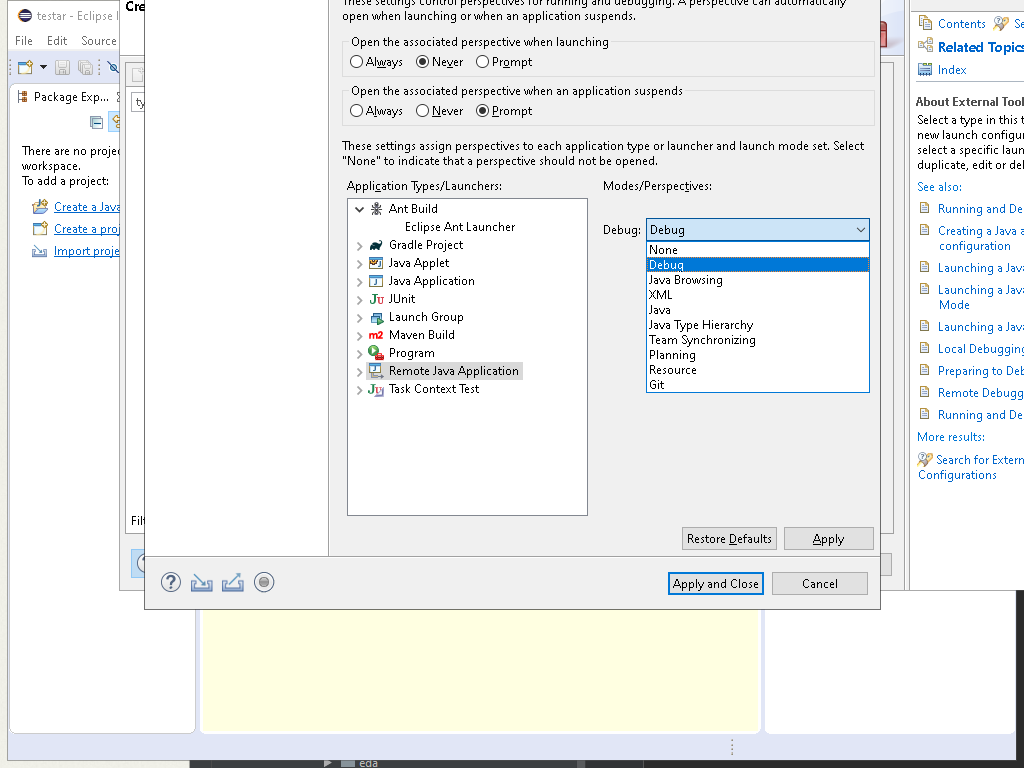 testar - Eclipse I
File Edit Source
Package Exp...
There are no proje
workspace.
To add a project:
Create a Java
Create a proj
Import proje
Cre
ty
Filt
These settings control perspectives for running and debugging. A perspective can automatically
open when launching or when an application suspends.
Open the associated perspective when launching
Always Never Prompt
Open the associated perspective when an application suspends
Always Never Prompt
These settings assign perspectives to each application type or launcher and launch mode set. Select
"None" to indicate that a perspective should not be opened.
Application Types/Launchers:
Ant Build
Eclipse Ant Launcher
Gradle Project
Java Applet
Java Application
JUnit
Launch Group
Maven Build
Program
Remote Java Application
Task Context Test
Modes/Perspectives:
Debug: Debug
None
Debug
Java Browsing
XML
Java
Java Type Hierarchy
Team Synchronizing
Planning
Resource
Git
Restore Defaults Apply
Apply and Close Cancel
Contents Se
Related Topics
Index
About External Tool
Select a type in this t
new launch configur
select a specific laun
duplicate, edit or del
See also:
Running and De
Creating a Java a
configuration
Launching a Java
Launching a Java
Mode
Launching a Java
Local Debugging
Preparing to Deb
Remote Debugg
Running and De
More results:
Search for Extern
Configurations
eda